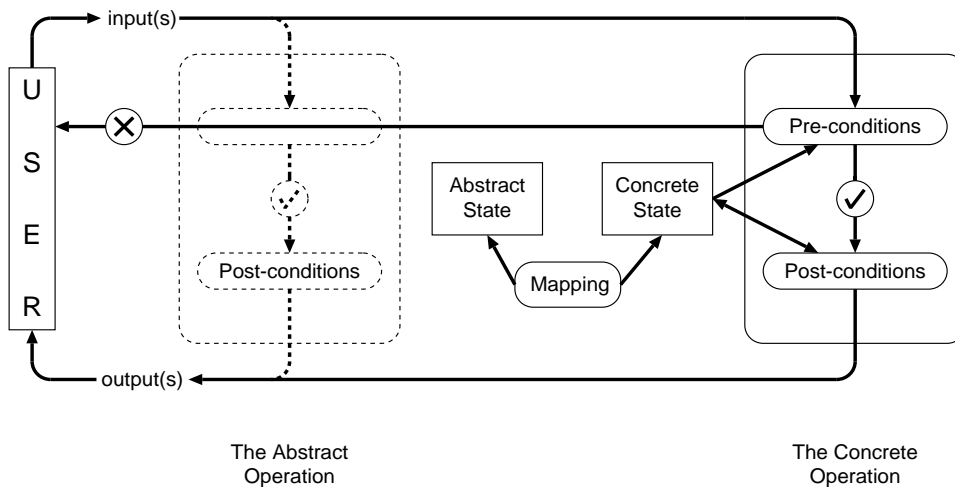 input(s)
U
S
E
R
Pre-conditions
Abstract
State
Concrete
State
Post-conditions
Mapping
Post-conditions
output(s)
The Abstract
Operation
The Concrete
Operation